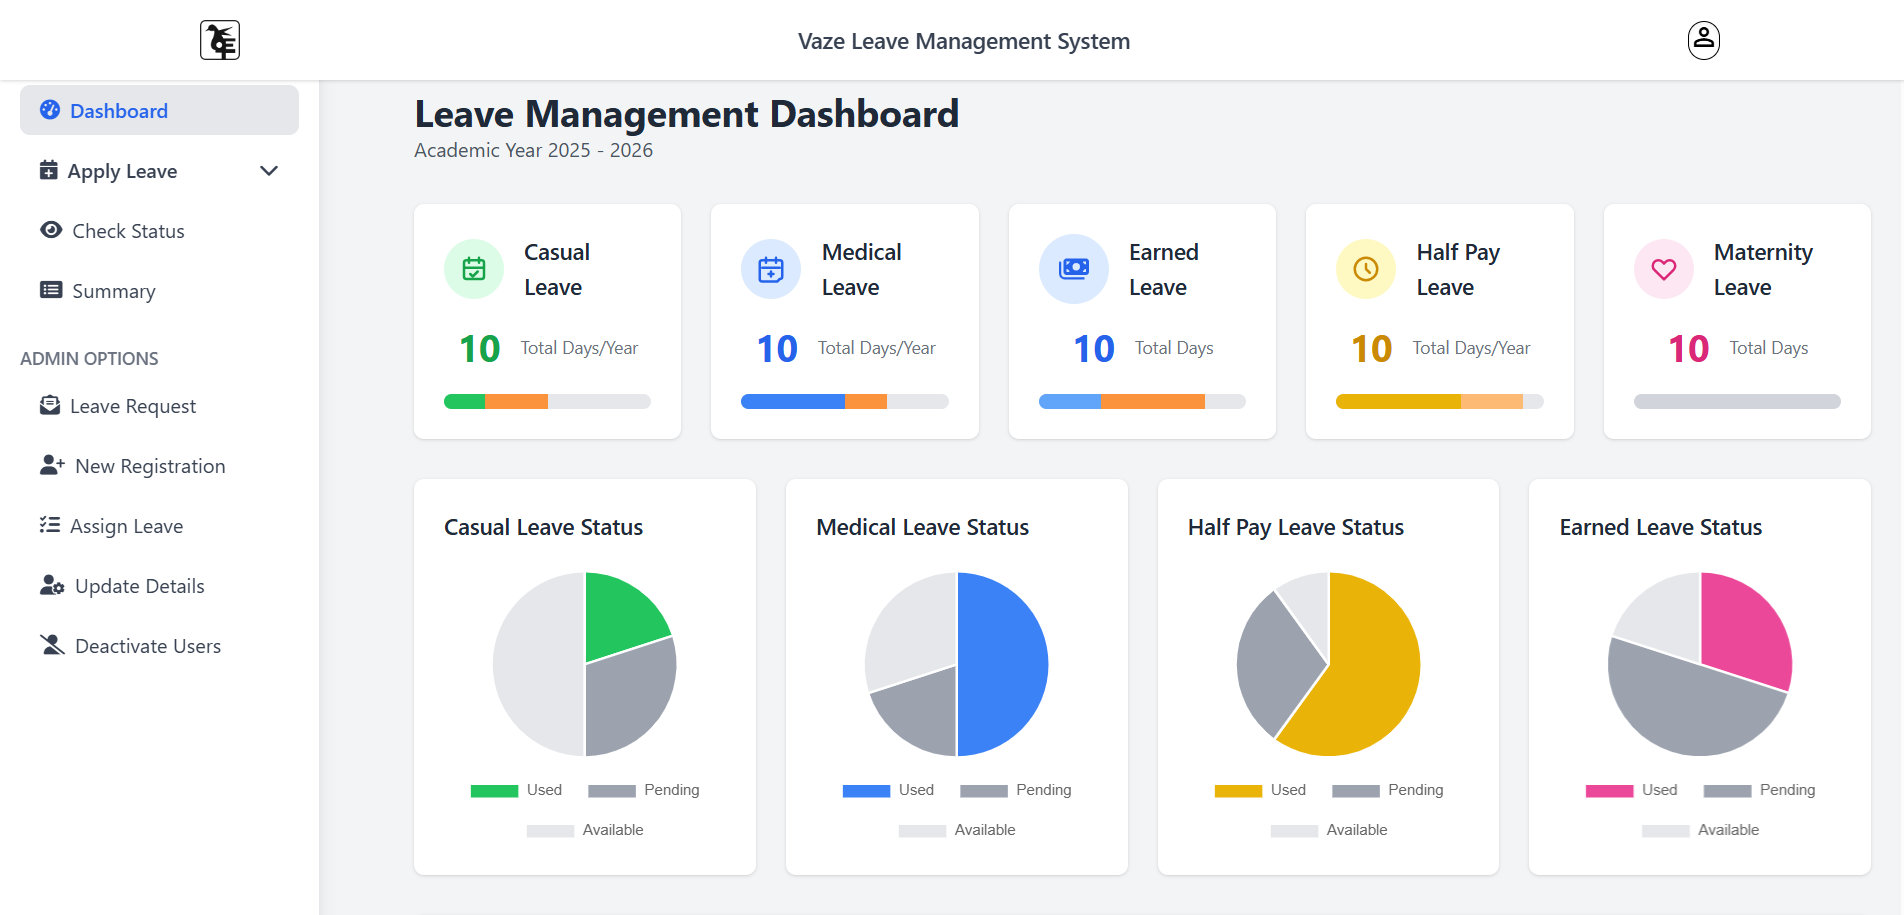 Vaze Leave Management System
Dashboard
Apply Leave
Check Status
Summary
ADMIN OPTIONS
Leave Request
New Registration
Assign Leave
Update Details
Deactivate Users
Leave Management Dashboard
Academic Year 2025 - 2026
Casual
Leave
10 Total Days/Year
Medical
Leave
10 Total Days/Year
Earned
Leave
10 Total Days
Half Pay
Leave
10 Total Days/Year
Maternity
Leave
10 Total Days
Casual Leave Status
Used Pending
Available
Medical Leave Status
Used Pending
Available
Half Pay Leave Status
Used Pending
Available
Earned Leave Status
Used Pending
Available